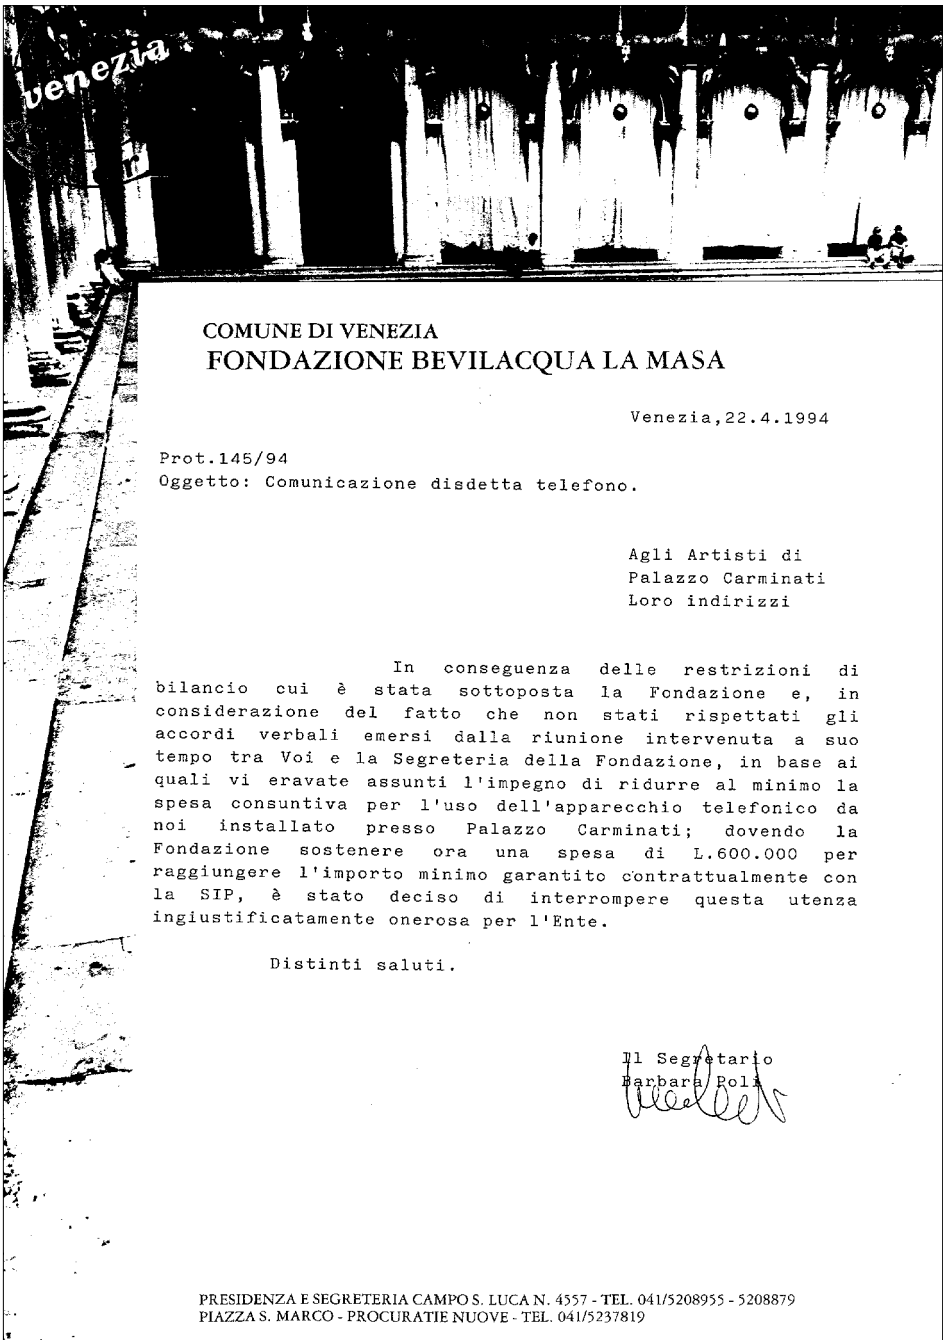 venezia
COMUNE DI VENEZIA
FONDAZIONE BEVILACQUA LA MASA
Venezia,22.4.1994
Prot.145/94
Oggetto: Comunicazione disdetta telefono.
Agli Artisti di
Palazzo Carminati
Loro indirizzi
In conseguenza delle restrizioni di
bilancio cui è stata sottoposta la Fondazione e, in
considerazione del fatto che non stati rispettati gli
accordi verbali emersi dalla riunione intervenuta a suo
tempo tra Voi e la Segreteria della Fondazione, in base ai
quali vi eravate assunti l'impegno di ridurre al minimo la
spesa consuntiva per l'uso dell'apparecchio telefonico da
noi installato presso Palazzo Carminati; dovendo la
Fondazione sostenere ora una spesa di L.600.000 per
raggiungere l'importo minimo garantito contrattualmente con
la SIP, è stato deciso di interrompere questa utenza
ingiustificatamente onerosa per l'Ente.
Distinti saluti.
Il Segretario
Barbara Poli
PRESIDENZA E SEGRETERIA CAMPO S. LUCA N. 4557 - TEL. 041/5208955 - 5208879
PIAZZA S. MARCO - PROCURATIE NUOVE - TEL. 041/5237819